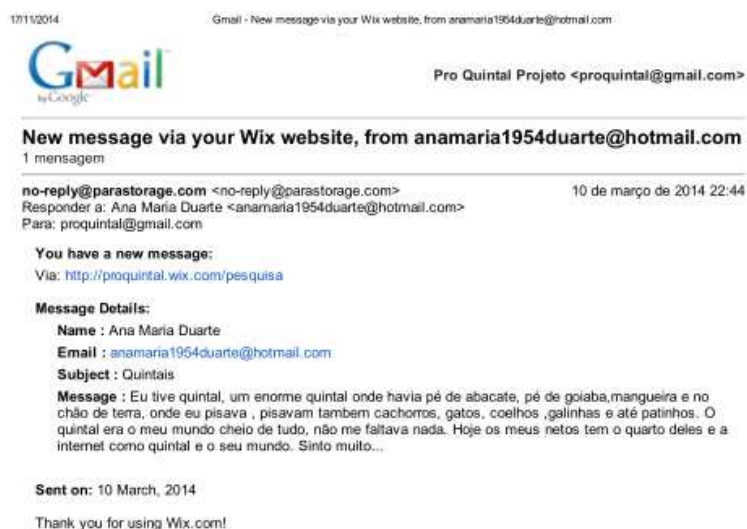 17/11/2014 Gmail - New message via your Wix website, from anamaria1954duarte@hotmail.com
Gmail Pro Quintal Projeto <proquintal@gmail.com>
by Google
New message via your Wix website, from anamaria1954duarte@hotmail.com
1 mensagem
no-reply@parastorage.com <no-reply@parastorage.com> 10 de março de 2014 22:44
Responder a: Ana Maria Duarte <anamaria1954duarte@hotmail.com>
Para: proquintal@gmail.com
You have a new message:
Via: http://proquintal.wix.com/pesquisa
Message Details:
Name : Ana Maria Duarte
Email : anamaria1954duarte@hotmail.com
Subject : Quintais
Message : Eu tive quintal, um enorme quintal onde havia pé de abacate, pé de goiaba,mangueira e no
chão de terra, onde eu pisava , pisavam tambem cachorros, gatos, coelhos ,galinhas e até patinhos. O
quintal era o meu mundo cheio de tudo, não me faltava nada. Hoje os meus netos tem o quarto deles e a
internet como quintal e o seu mundo. Sinto muito...
Sent on: 10 March, 2014
Thank you for using Wix.com!